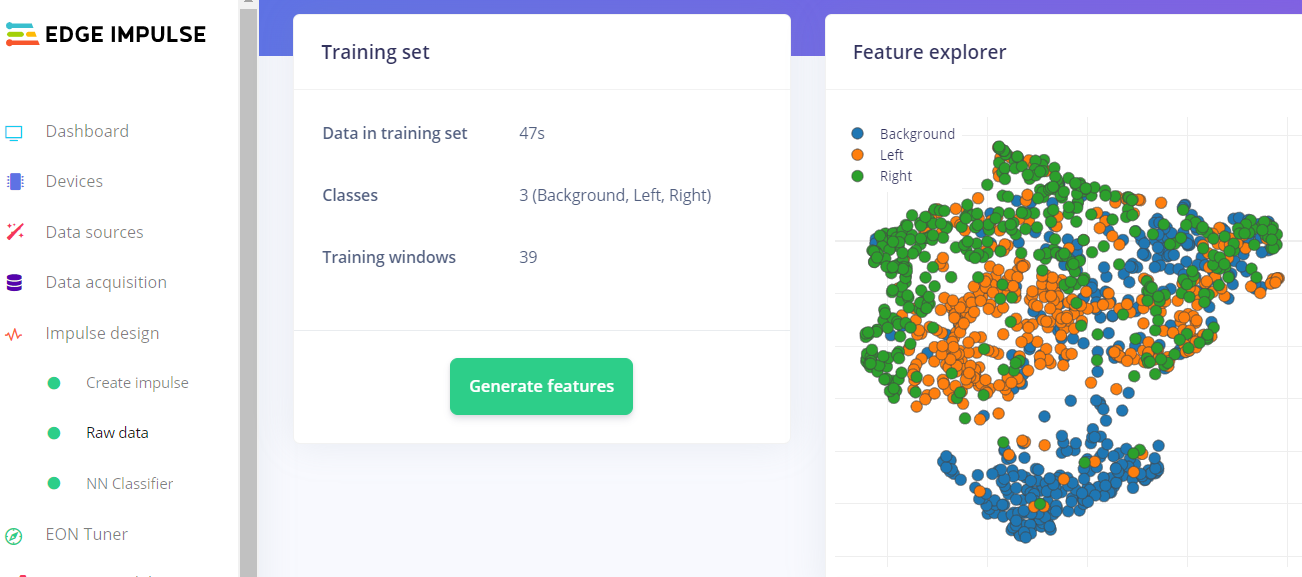 EDGE IMPULSE
Dashboard
Devices
Data sources
Data acquisition
Impulse design
Create impulse
Raw data
NN Classifier
EON Tuner
Training set
Data in training set 47s
Classes 3 (Background, Left, Right)
Training windows 39
Generate features
Feature explorer
Background
Left
Right